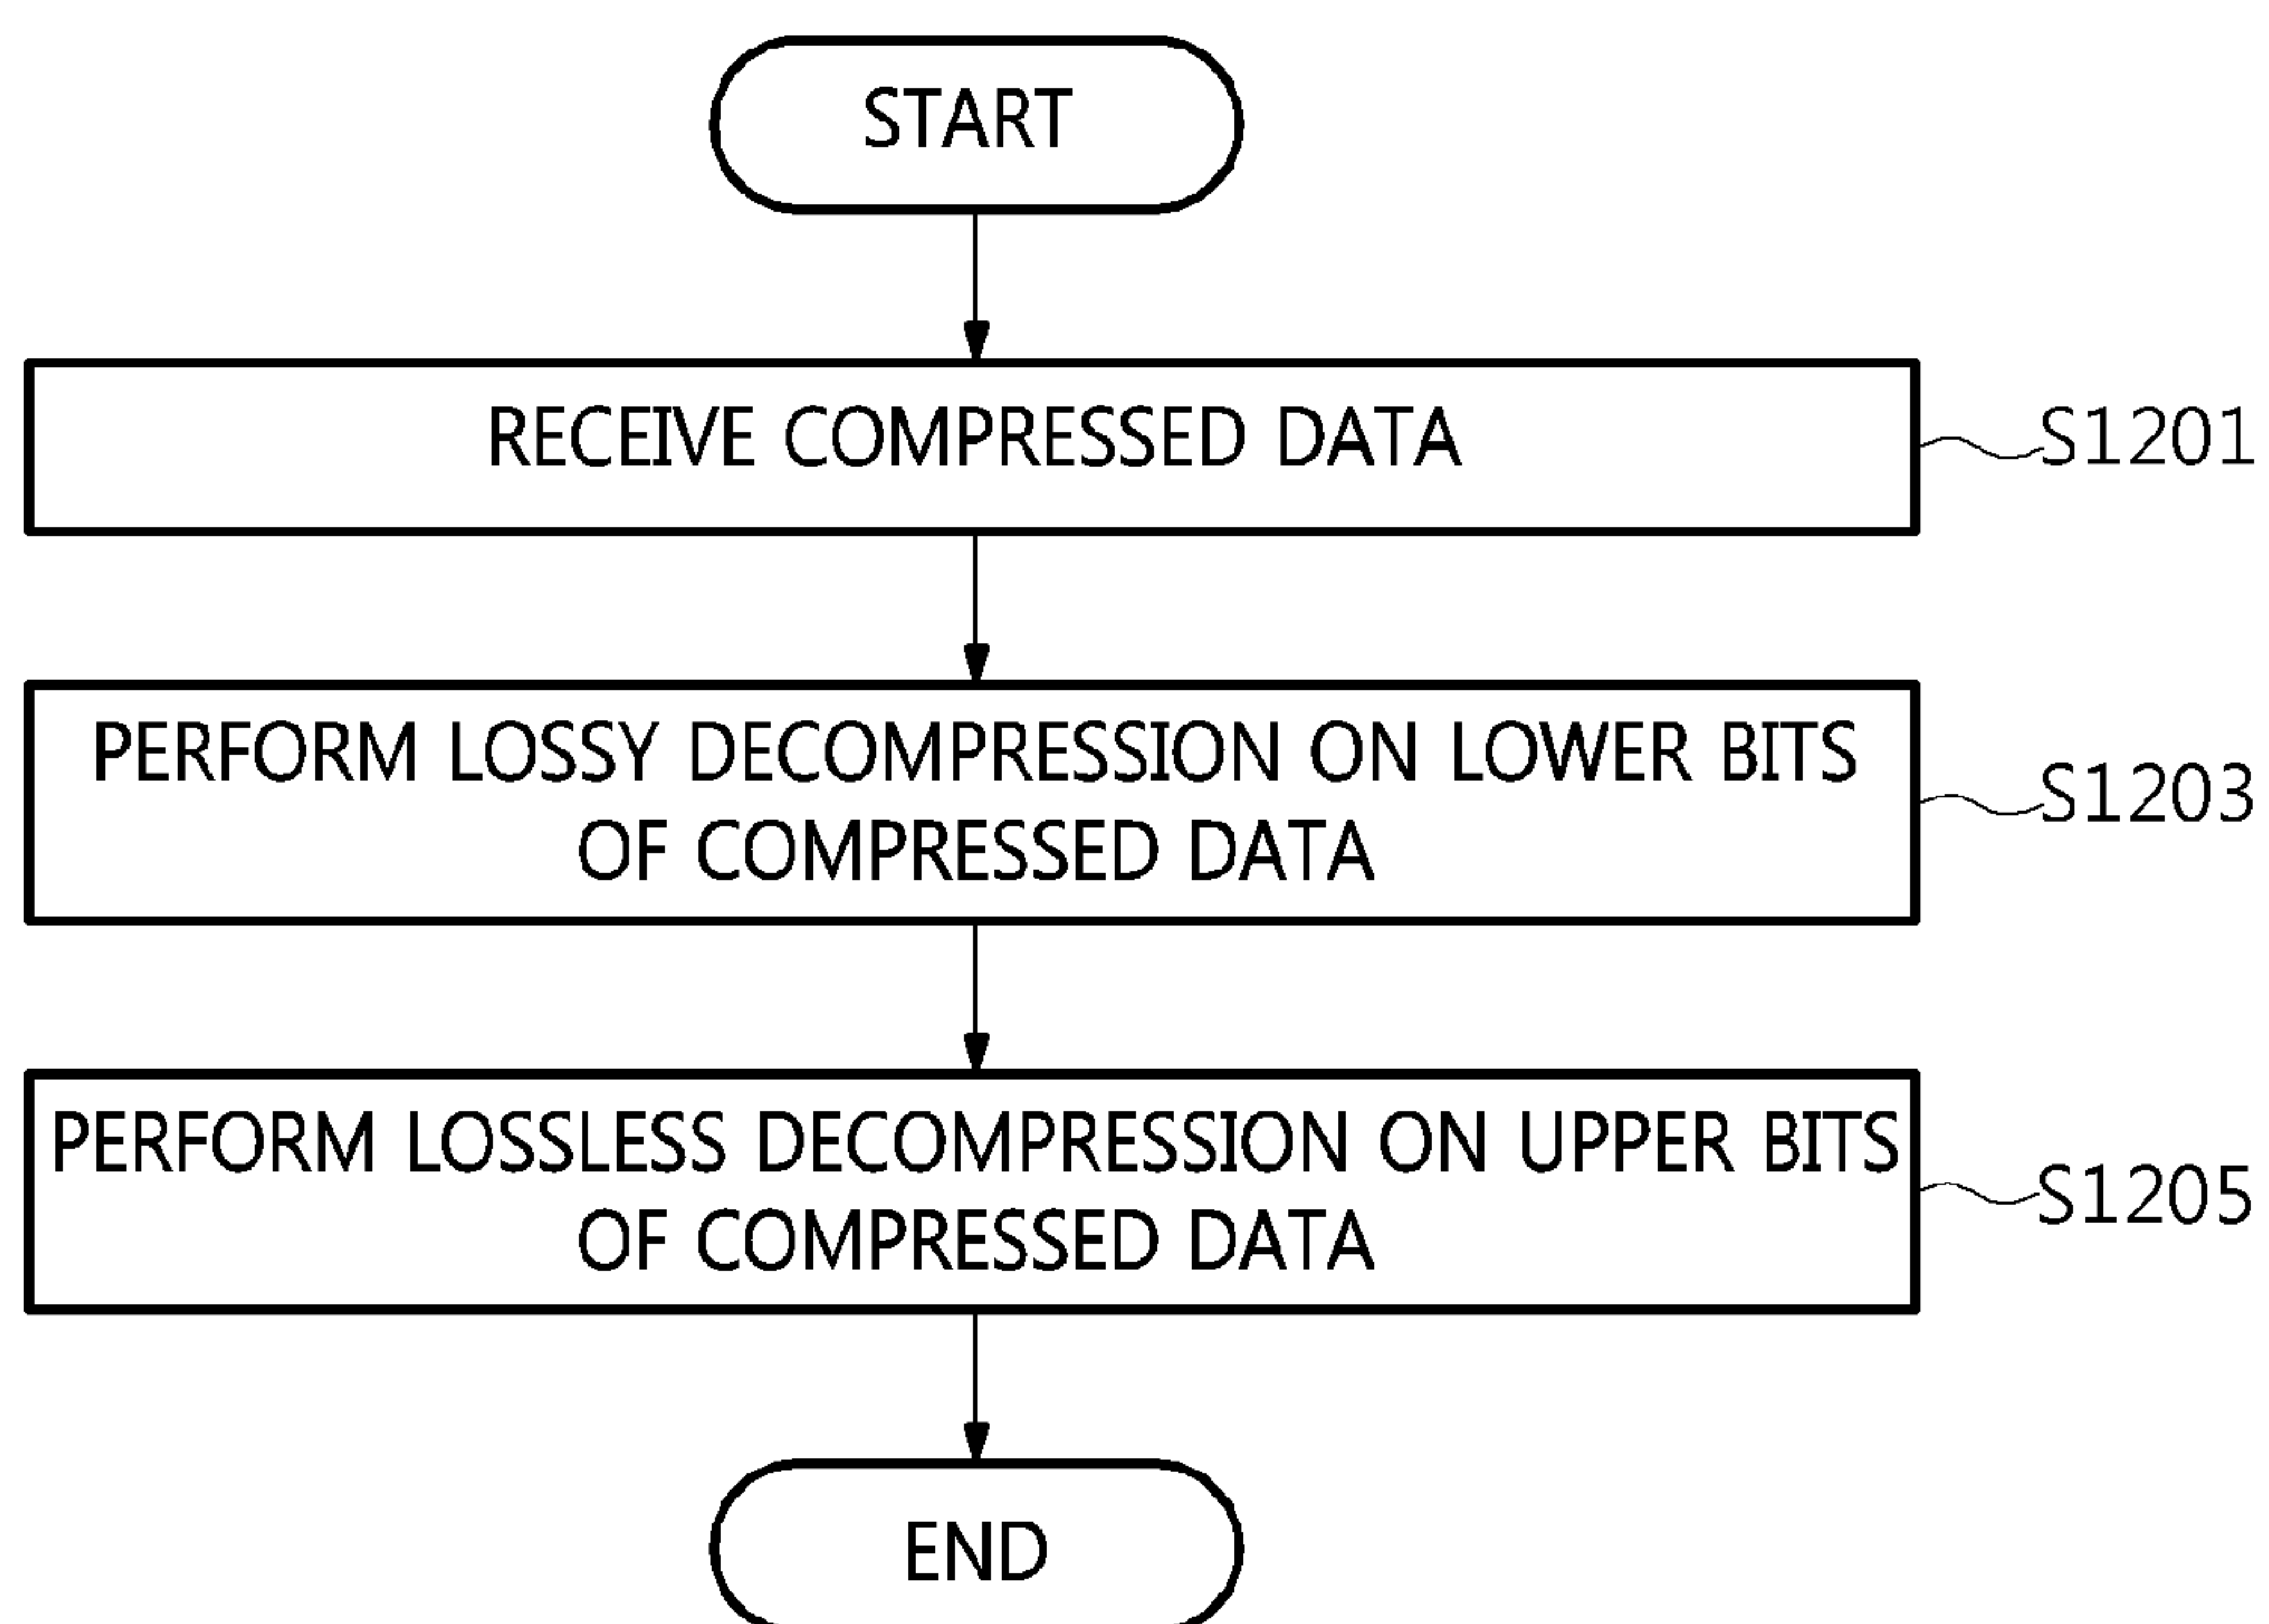 START
RECEIVE COMPRESSED DATA
S1201
PERFORM LOSSY DECOMPRESSION ON LOWER BITS
OF COMPRESSED DATA
S1203
PERFORM LOSSLESS DECOMPRESSION ON UPPER BITS
OF COMPRESSED DATA
S1205
END